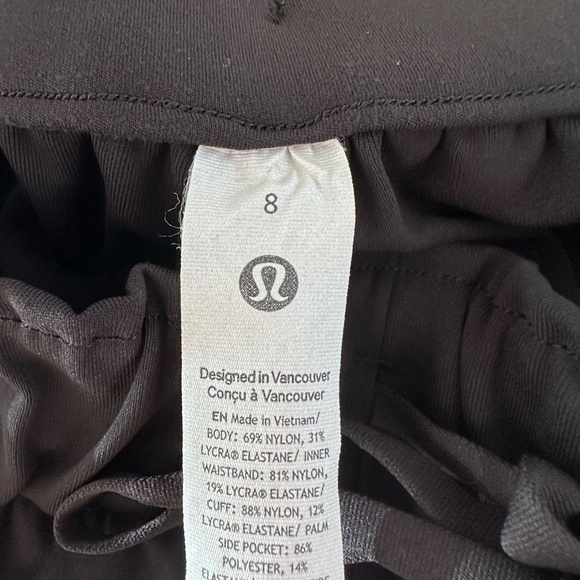 8
Designed in Vancouver
Conçu à Vancouver
EN Made in Vietnam/
BODY: 69% NYLON, 31%
LYCRA® ELASTANE/ INNER
WAISTBAND: 81% NYLON,
19% LYCRA® ELASTANE/
CUFF: 88% NYLON, 12%
LYCRA® ELASTANE/ PALM
SIDE POCKET: 86%
POLYESTER, 14%